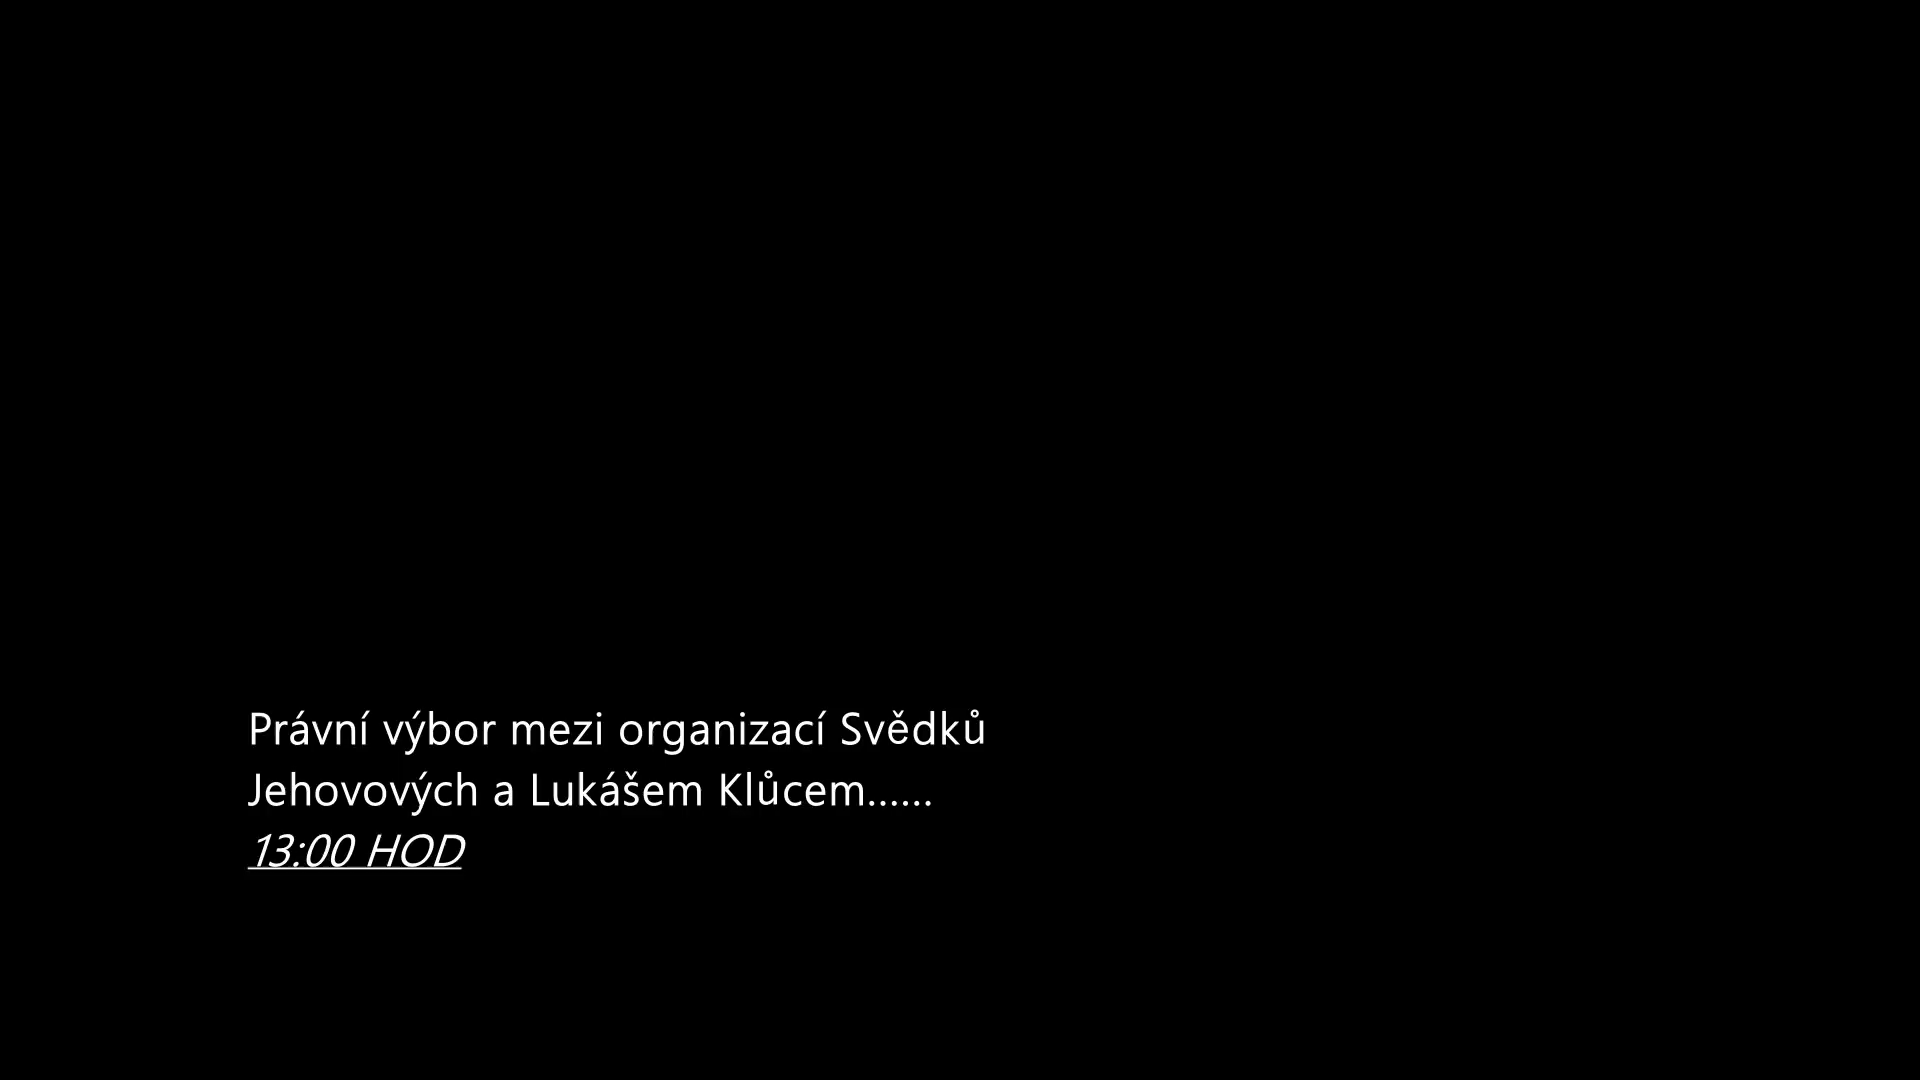 Právní výbor mezi organizací Svědků
Jehovových a Lukášem Klůcem......
13:00 HOD